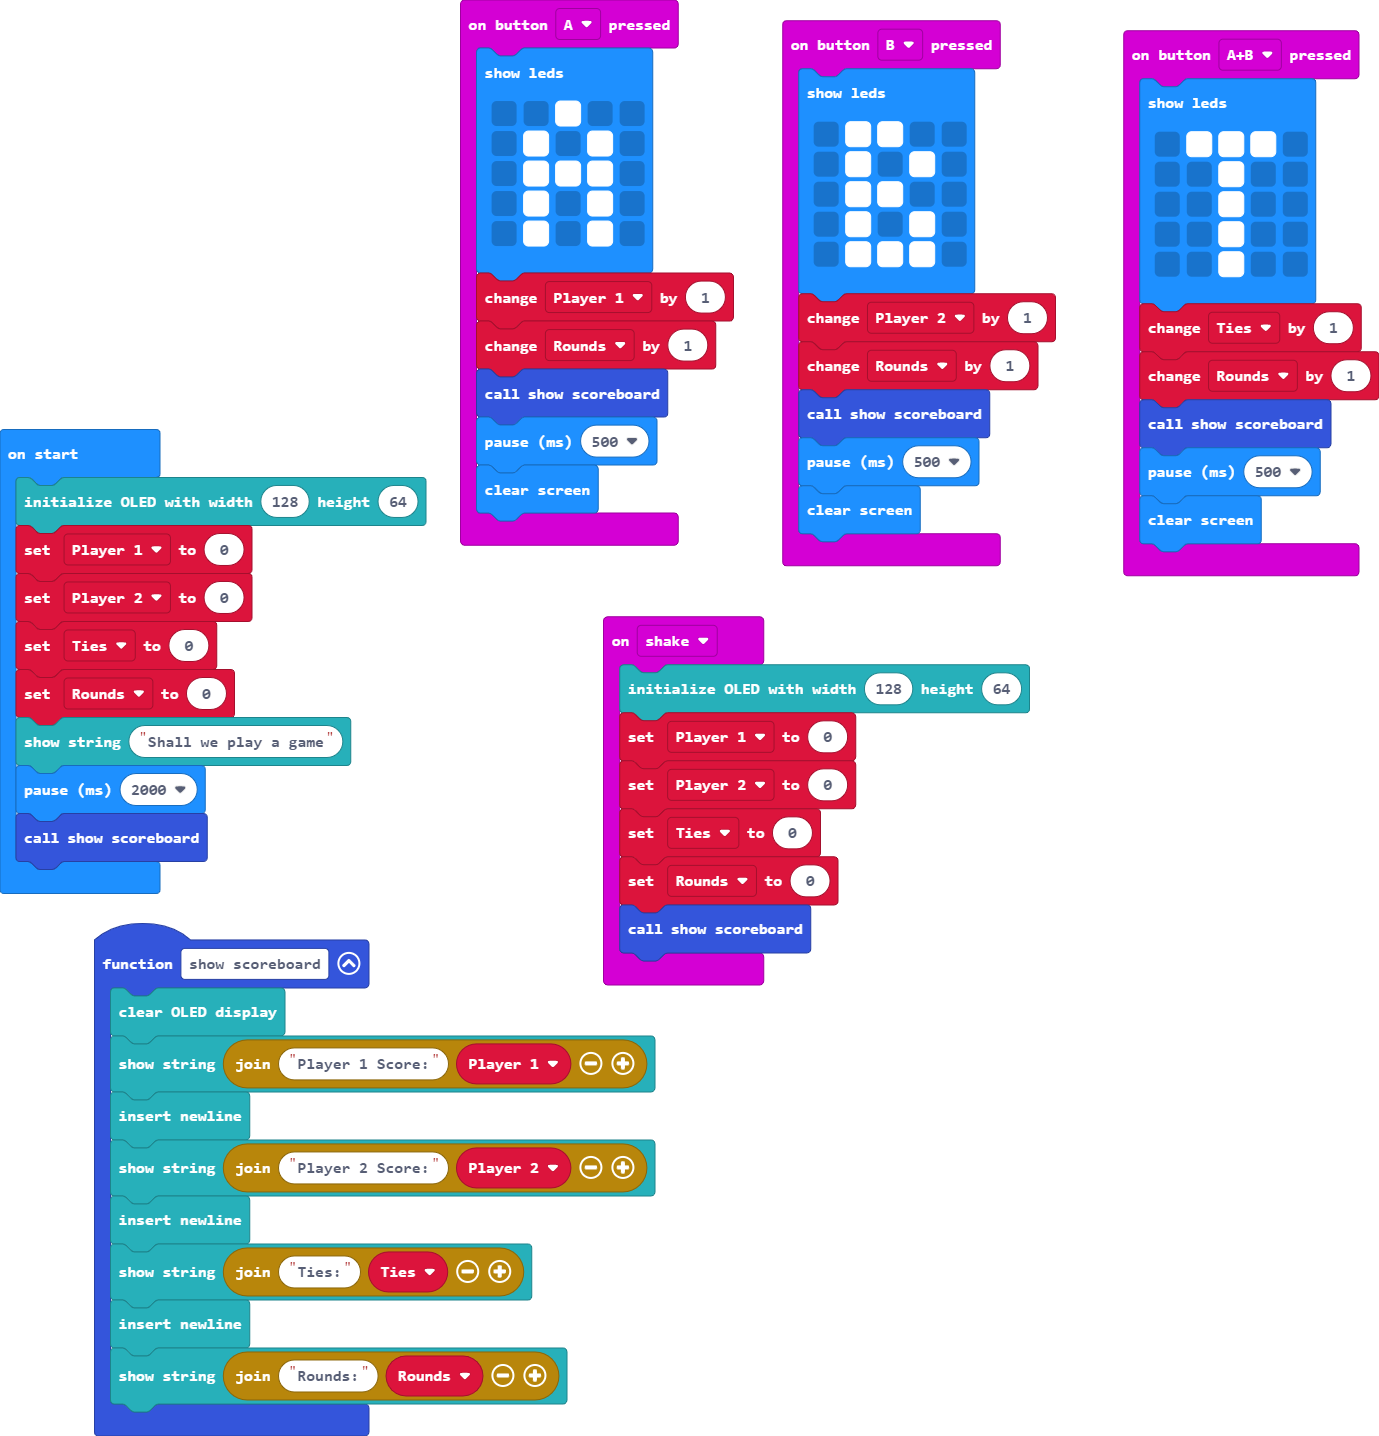 on button A pressed
show leds
change Player 1 by 1
change Rounds by 1
call show scoreboard
pause (ms) 500
clear screen
on button B pressed
show leds
change Player 2 by 1
change Rounds by 1
call show scoreboard
pause (ms) 500
clear screen
on button A+B pressed
show leds
change Ties by 1
change Rounds by 1
call show scoreboard
pause (ms) 500
clear screen
on start
initialize OLED with width 128 height 64
set Player 1 to 0
set Player 2 to 0
set Ties to 0
set Rounds to 0
show string "Shall we play a game"
pause (ms) 2000
call show scoreboard
on shake
initialize OLED with width 128 height 64
set Player 1 to 0
set Player 2 to 0
set Ties to 0
set Rounds to 0
call show scoreboard
function show scoreboard
clear OLED display
show string join "Player 1 Score:" Player 1
insert newline
show string join "Player 2 Score:" Player 2
insert newline
show string join "Ties:" Ties
insert newline
show string join "Rounds:" Rounds